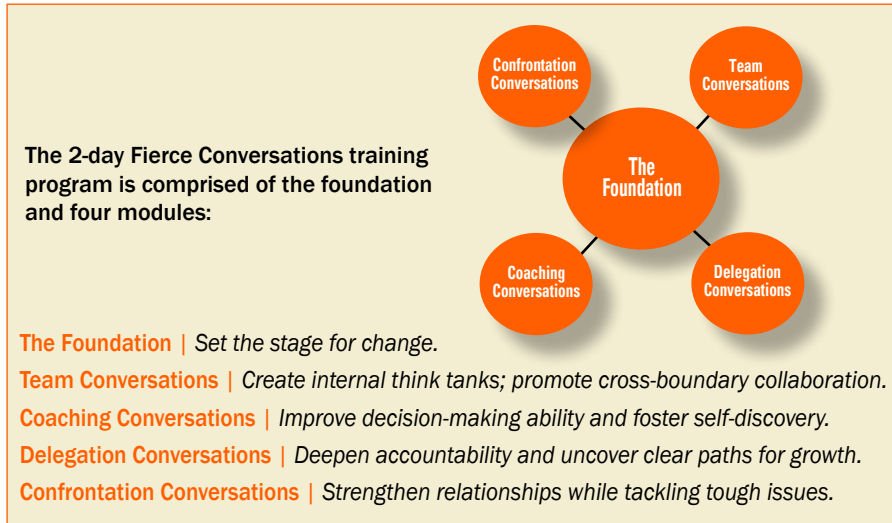 Confrontation
Conversations
Team
Conversations
The 2-day Fierce Conversations training
program is comprised of the foundation
and four modules:
The
Foundation
Coaching
Conversations
Delegation
Conversations
The Foundation | Set the stage for change.
Team Conversations | Create internal think tanks; promote cross-boundary collaboration.
Coaching Conversations | Improve decision-making ability and foster self-discovery.
Delegation Conversations | Deepen accountability and uncover clear paths for growth.
Confrontation Conversations | Strengthen relationships while tackling tough issues.